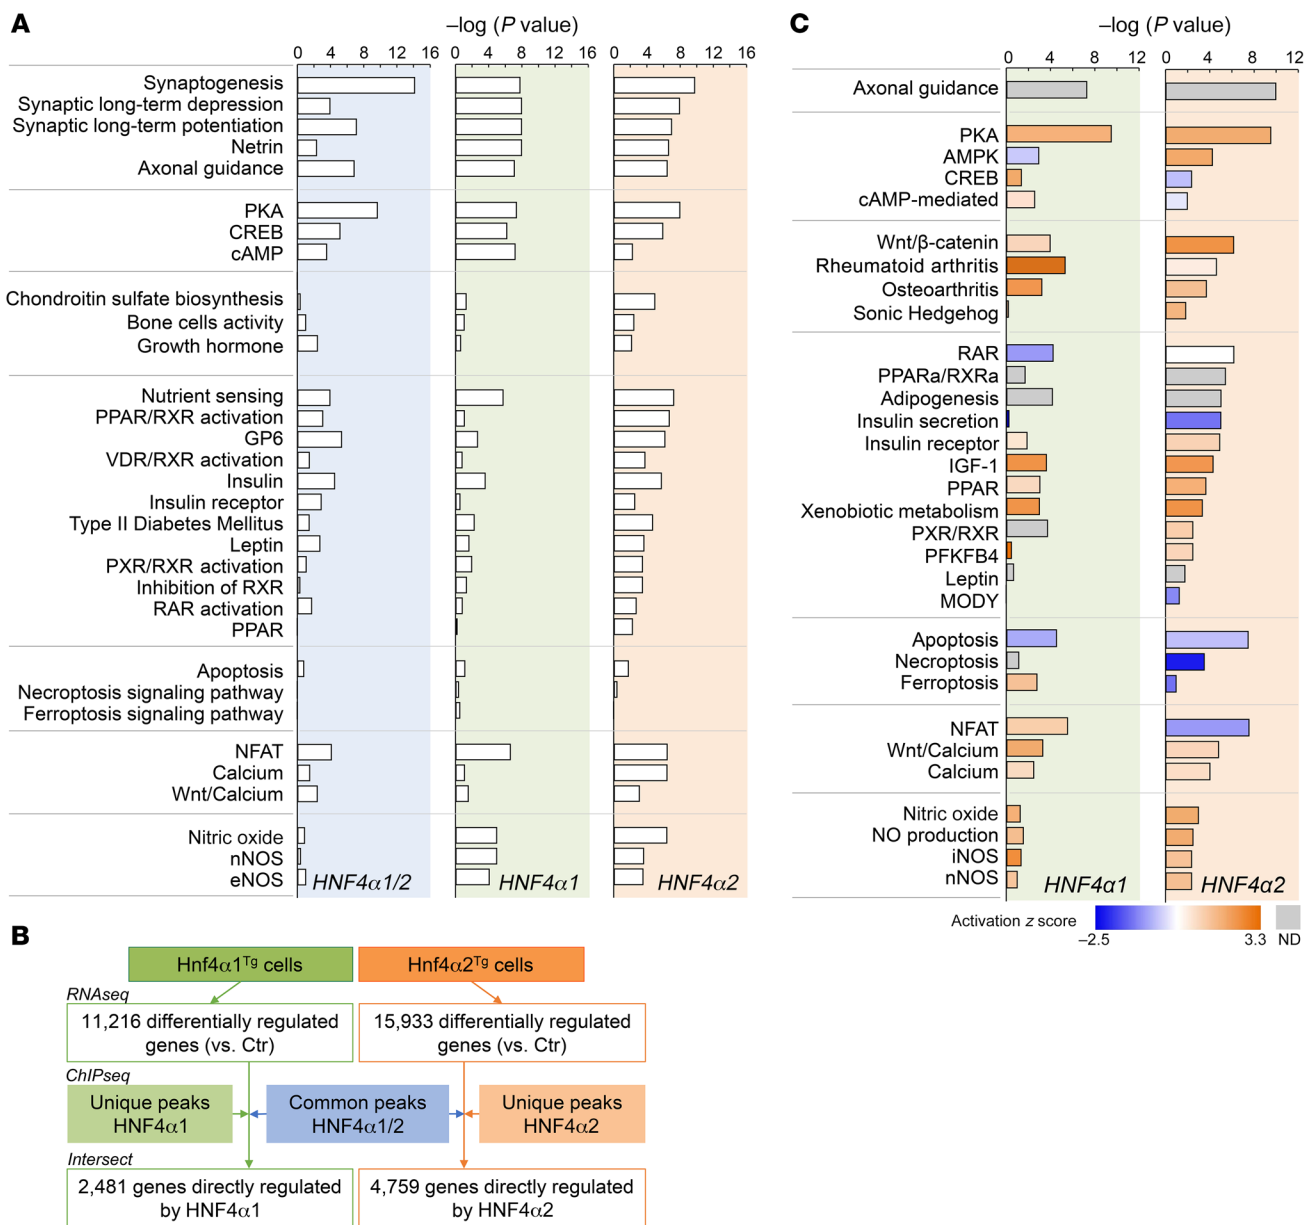 A
–log (P value)
0 4 8 12 16 0 4 8 12 16 0 4 8 12 16
Synaptogenesis
Synaptic long-term depression
Synaptic long-term potentiation
Netrin
Axonal guidance
PKA
CREB
cAMP
Chondroitin sulfate biosynthesis
Bone cells activity
Growth hormone
Nutrient sensing
PPAR/RXR activation
GP6
VDR/RXR activation
Insulin
Insulin receptor
Type II Diabetes Mellitus
Leptin
PXR/RXR activation
Inhibition of RXR
RAR activation
PPAR
Apoptosis
Necroptosis signaling pathway
Ferroptosis signaling pathway
NFAT
Calcium
Wnt/Calcium
Nitric oxide
nNOS
eNOS
HNF4α1/2 HNF4α1 HNF4α2
B
Hnf4α1Tg cells Hnf4α2Tg cells
RNAseq
11,216 differentially regulated
genes (vs. Ctr)
15,933 differentially regulated
genes (vs. Ctr)
ChIPseq
Unique peaks
HNF4α1
Common peaks
HNF4α1/2
Unique peaks
HNF4α2
Intersect
2,481 genes directly regulated
by HNF4α1
4,759 genes directly regulated
by HNF4α2
C
–log (P value)
0 4 8 12 0 4 8 12
Axonal guidance
PKA
AMPK
CREB
cAMP-mediated
Wnt/β-catenin
Rheumatoid arthritis
Osteoarthritis
Sonic Hedgehog
RAR
PPARa/RXRa
Adipogenesis
Insulin secretion
Insulin receptor
IGF-1
PPAR
Xenobiotic metabolism
PXR/RXR
PFKFB4
Leptin
MODY
Apoptosis
Necroptosis
Ferroptosis
NFAT
Wnt/Calcium
Calcium
Nitric oxide
NO production
iNOS
nNOS
HNF4α1 HNF4α2
Activation z score
–2.5 3.3 ND